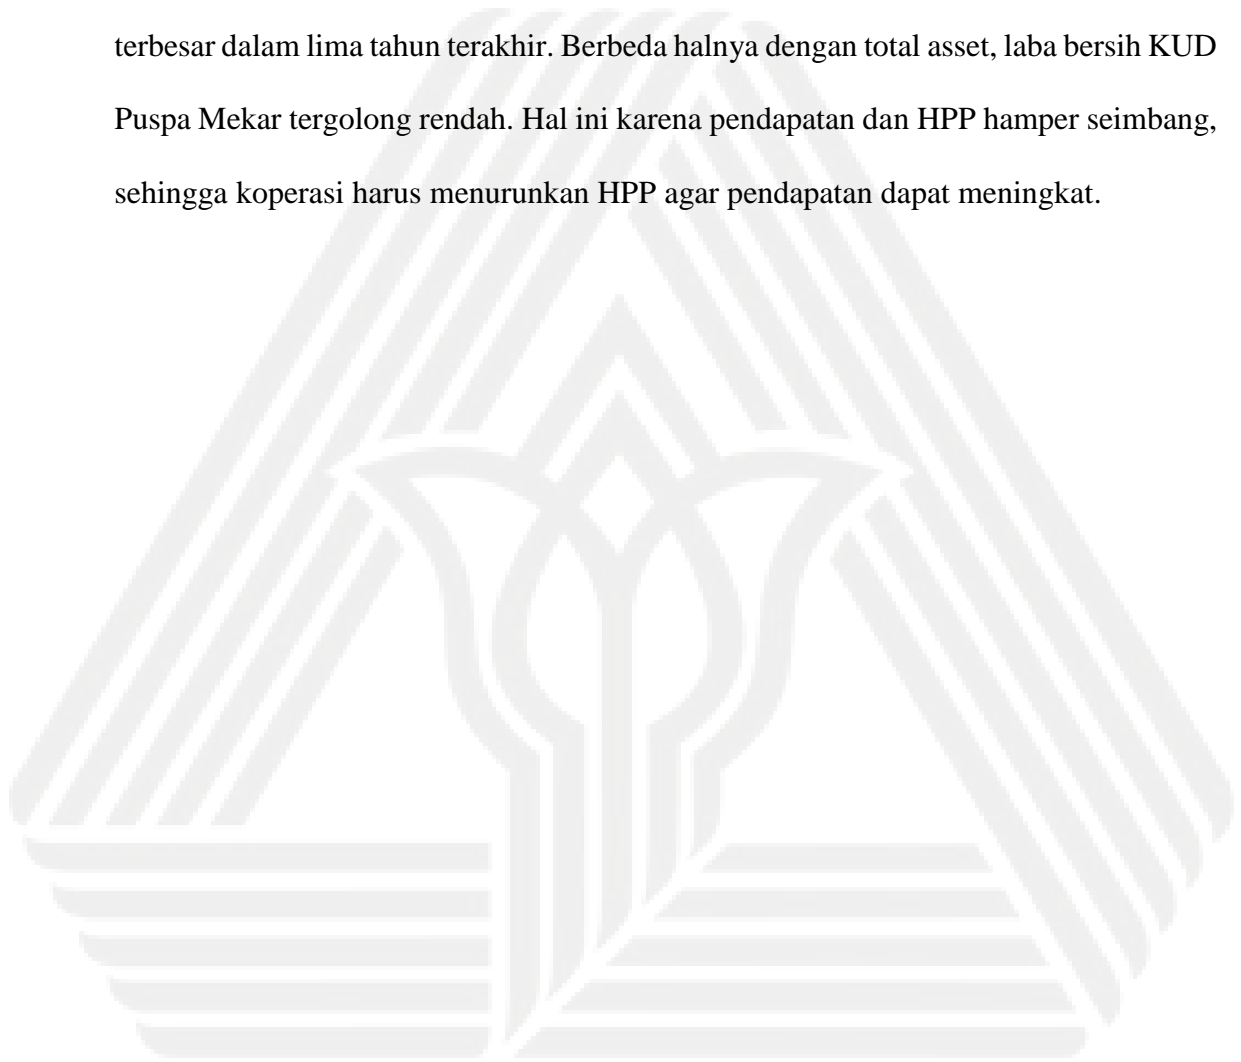 terbesar dalam lima tahun terakhir. Berbeda halnya dengan total asset, laba bersih KUD
Puspa Mekar tergolong rendah. Hal ini karena pendapatan dan HPP hamper seimbang,
sehingga koperasi harus menurunkan HPP agar pendapatan dapat meningkat.